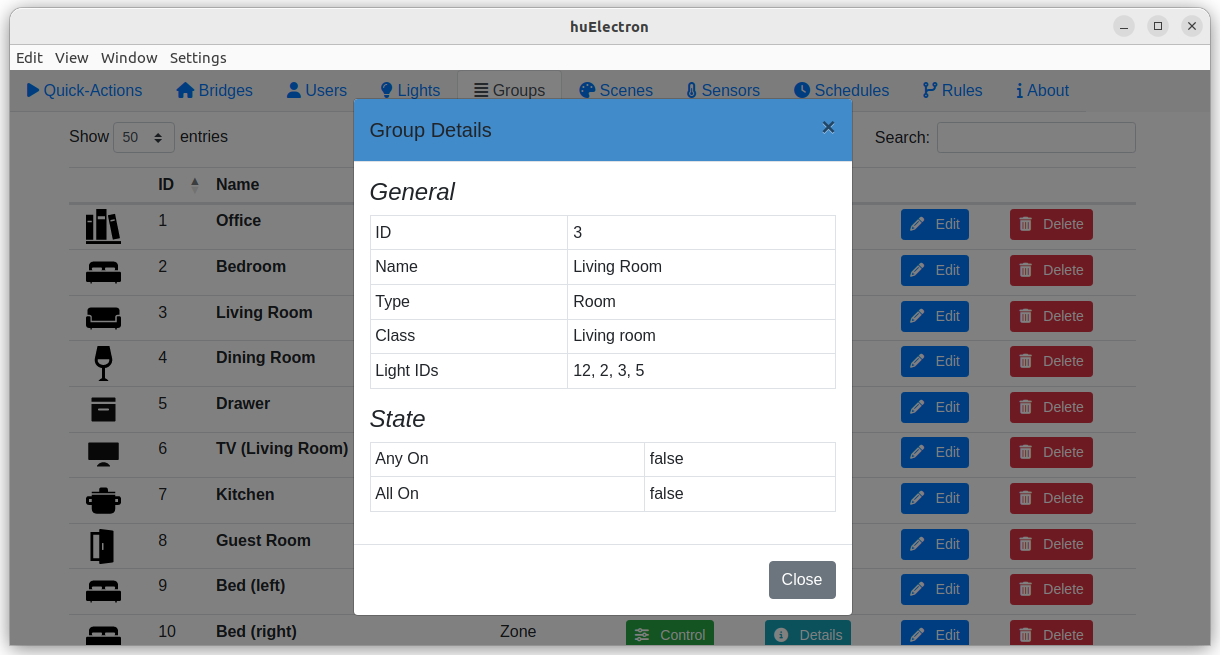 huElectron
Edit View Window Settings
Quick-Actions Bridges Users Lights Groups Scenes Sensors Schedules Rules About
Show 50 entries Search:
ID Name
1 Office Edit Delete
2 Bedroom Edit Delete
3 Living Room Edit Delete
4 Dining Room Edit Delete
5 Drawer Edit Delete
6 TV (Living Room) Edit Delete
7 Kitchen Edit Delete
8 Guest Room Edit Delete
9 Bed (left) Edit Delete
10 Bed (right) Zone Control Details Edit Delete
Group Details ×
General
ID 3
Name Living Room
Type Room
Class Living room
Light IDs 12, 2, 3, 5
State
Any On false
All On false
Close